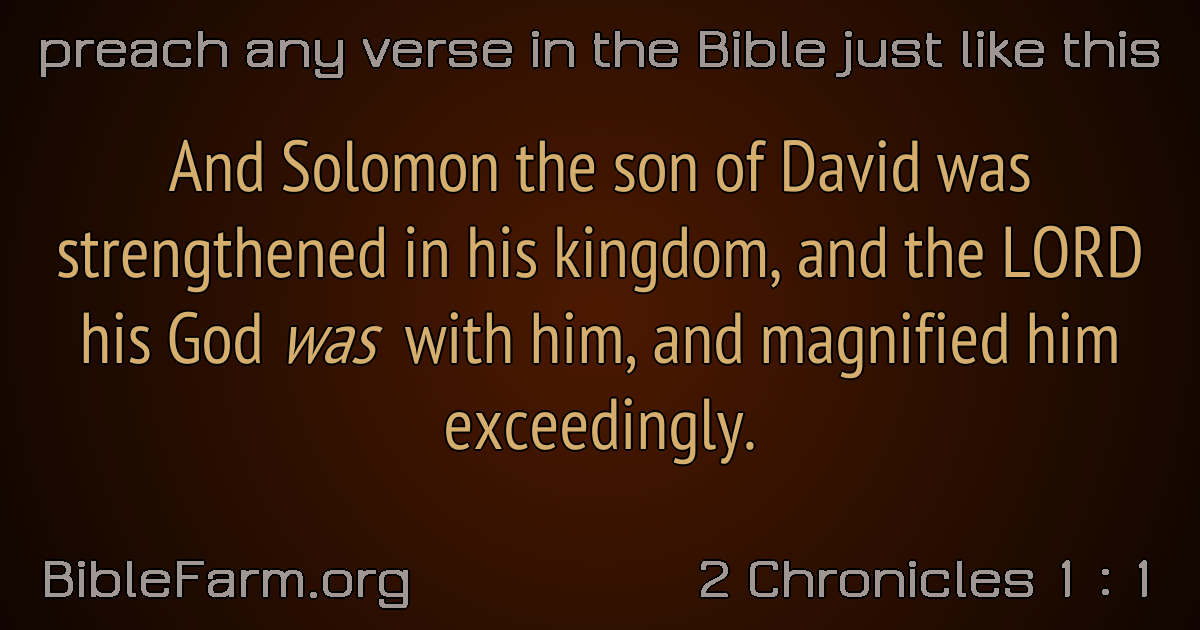 preach any verse in the Bible just like this
And Solomon the son of David was
strengthened in his kingdom, and the LORD
his God was with him, and magnified him
exceedingly.
BibleFarm.org
2 Chronicles 1 : 1